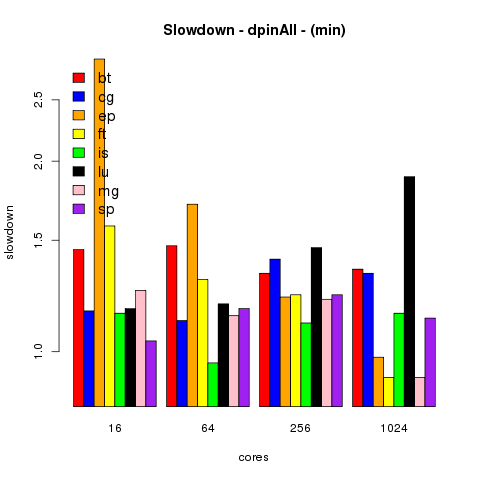 Slowdown - dpinAll - (min)
slowdown
2.5
2.0
1.5
1.0
bt
cg
ep
ft
is
lu
mg
sp
16 64 256 1024
cores